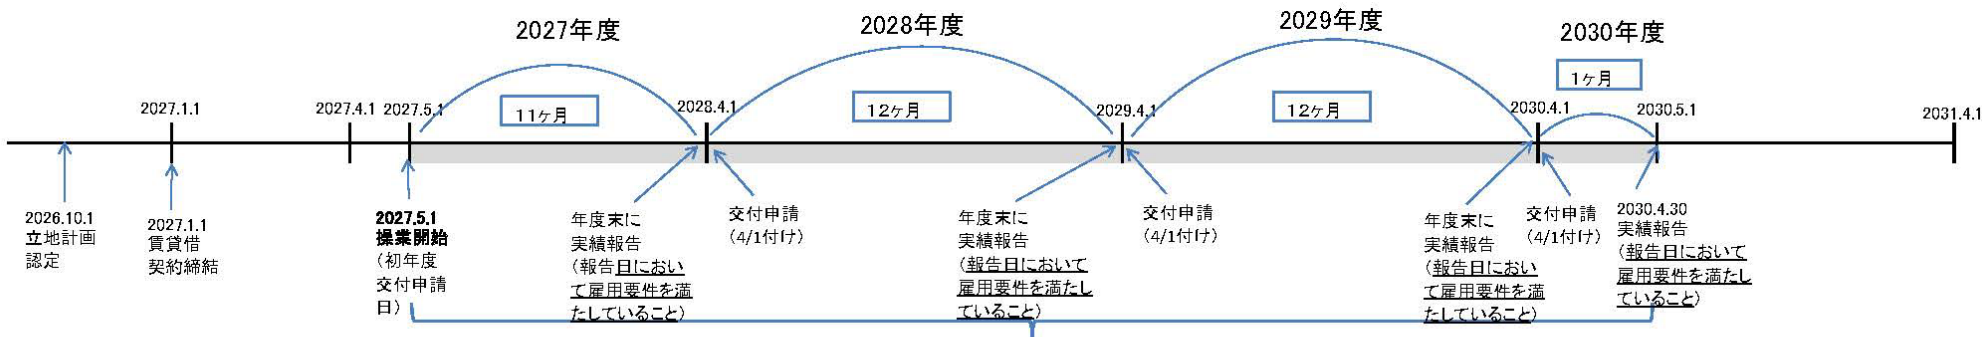 2027年度
2028年度
2029年度
2030年度
11ヶ月
12ヶ月
12ヶ月
1ヶ月
2027.1.1
2027.4.1
2027.5.1
2028.4.1
2029.4.1
2030.4.1
2030.5.1
2031.4.1
2026.10.1
立地計画
認定
2027.1.1
賃貸借
契約締結
2027.5.1
操業開始
（初年度
交付申請
日）
年度末に
実績報告
（報告日におい
て雇用要件を満
たしていること）
交付申請
（4/1付け）
年度末に
実績報告
（報告日において
雇用要件を満たし
ていること）
交付申請
（4/1付け）
年度末に
実績報告
（報告日におい
て雇用要件を満
たしていること）
交付申請
（4/1付け）
2030.4.30
実績報告
（報告日において
雇用要件を満たし
ていること）